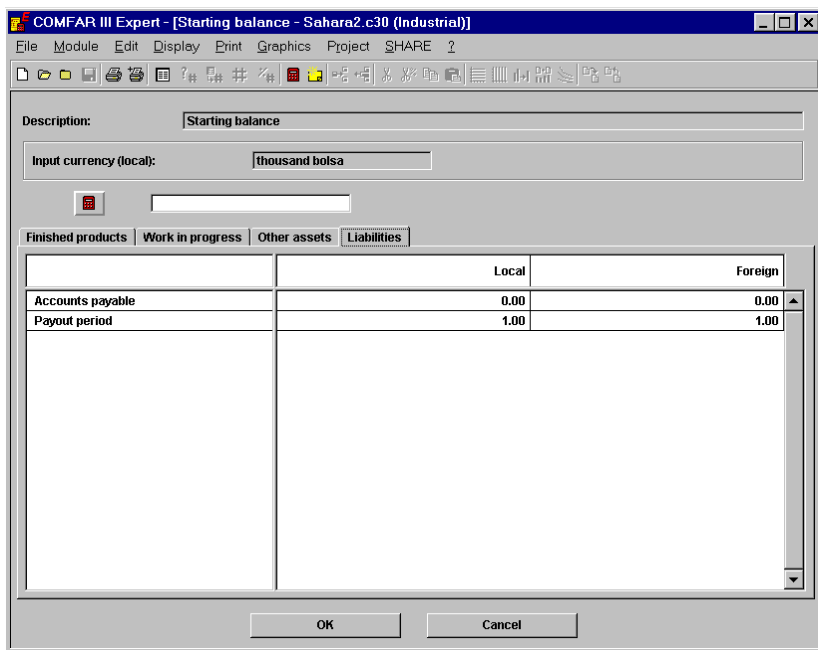 COMFAR III Expert - [Starting balance - Sahara2.c30 (Industrial)]
File Module Edit Display Print Graphics Project SHARE ?
Description: Starting balance
Input currency (local): thousand bolsa
Finished products Work in progress Other assets Liabilities
Local Foreign
Accounts payable 0.00 0.00
Payout period 1.00 1.00
OK Cancel